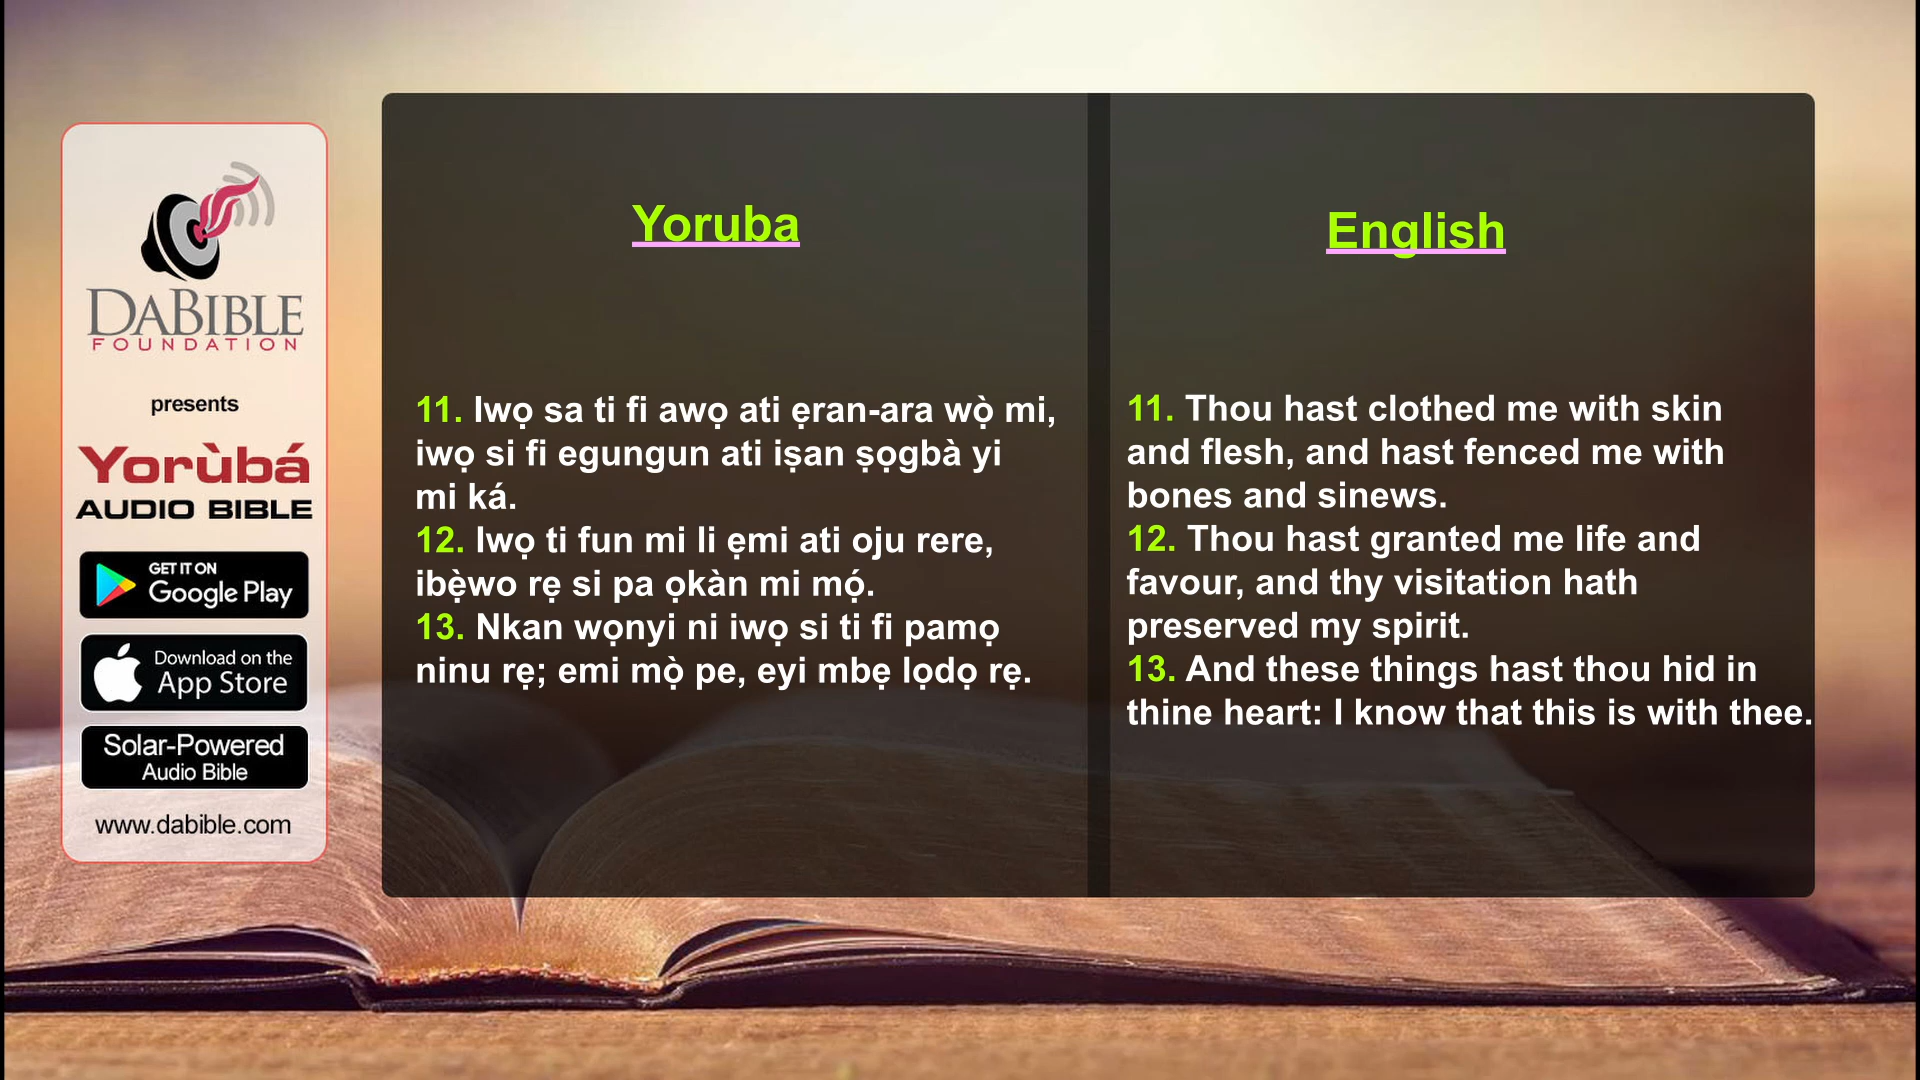 DABIBLE
FOUNDATION
presents
Yorùbá
AUDIO BIBLE
GET IT ON
Google Play
Download on the
App Store
Solar-Powered
Audio Bible
www.dabible.com
Yoruba
11. Iwọ sa ti fi awọ ati ẹran-ara wọ̀ mi,
iwọ si fi egungun ati iṣan ṣọgbà yi
mi ká.
12. Iwọ ti fun mi li ẹmi ati oju rere,
ibẹ̀wo rẹ si pa ọkàn mi mọ́.
13. Nkan wọnyi ni iwọ si ti fi pamọ
ninu rẹ; emi mọ̀ pe, eyi mbẹ lọdọ rẹ.
English
11. Thou hast clothed me with skin
and flesh, and hast fenced me with
bones and sinews.
12. Thou hast granted me life and
favour, and thy visitation hath
preserved my spirit.
13. And these things hast thou hid in
thine heart: I know that this is with thee.